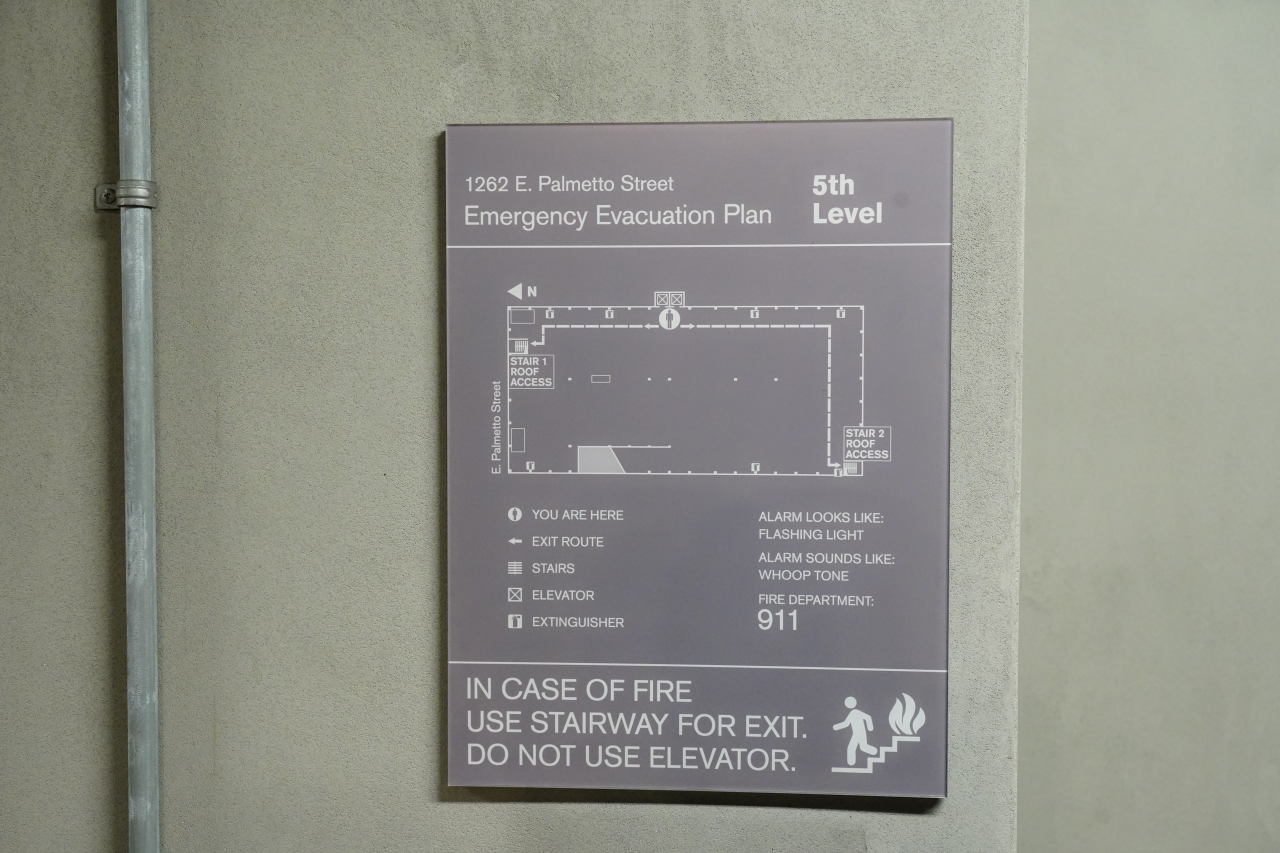 1262 E. Palmetto Street
Emergency Evacuation Plan
5th
Level
N
STAIR 1
ROOF
ACCESS
E. Palmetto Street
STAIR 2
ROOF
ACCESS
YOU ARE HERE
EXIT ROUTE
STAIRS
ELEVATOR
EXTINGUISHER
ALARM LOOKS LIKE:
FLASHING LIGHT
ALARM SOUNDS LIKE:
WHOOP TONE
FIRE DEPARTMENT:
911
IN CASE OF FIRE
USE STAIRWAY FOR EXIT.
DO NOT USE ELEVATOR.